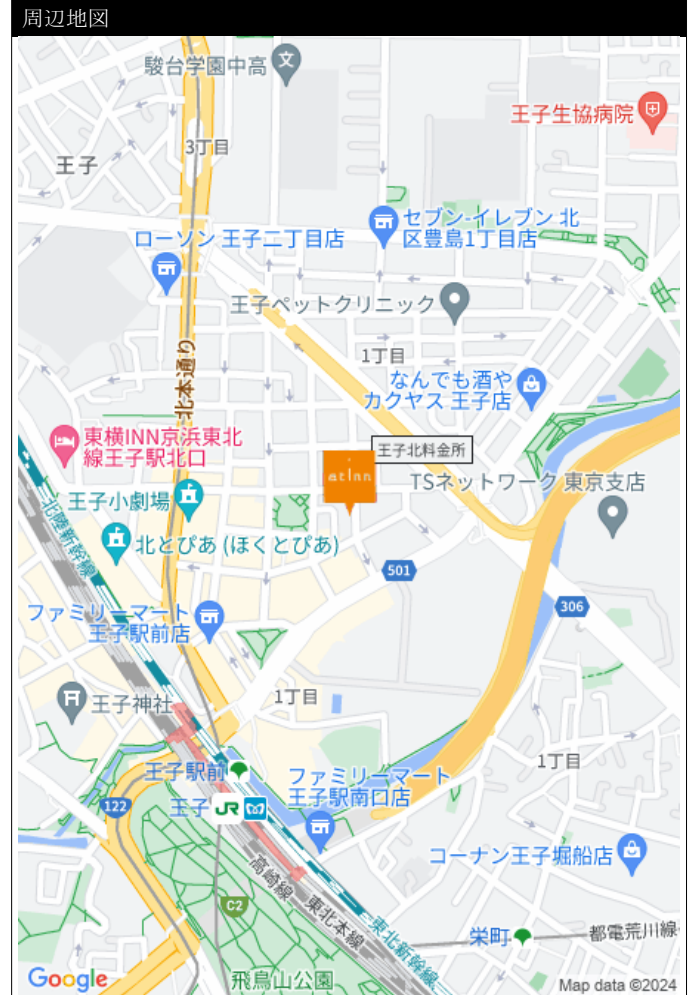 周辺地図
駿台学園中高
王子生協病院
3丁目
王子
セブン-イレブン 北
区豊島1丁目店
ローソン 王子二丁目店
王子ペットクリニック
1丁目
北本通り
なんでも酒や
カクヤス 王子店
東横INN京浜東北
線王子駅北口
王子北料金所
atinn
TSネットワーク 東京支店
王子小劇場
北陸新幹線
北とぴあ (ほくとぴあ)
501
306
ファミリーマート
王子駅前店
1丁目
王子神社
王子駅前
1丁目
ファミリーマート
王子駅南口店
122
王子
JR
コーナン王子堀船店
高崎線
C2
東北本線
東北新幹線
栄町
都電荒川線
飛鳥山公園
Google
Map data ©2024